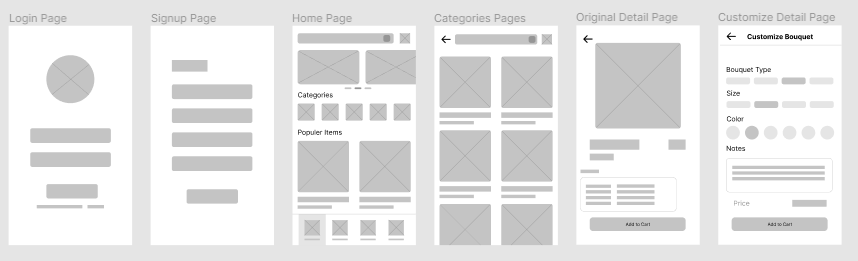 Login Page
Signup Page
Home Page
Categories Pages
Original Detail Page
Customize Detail Page
Categories
Populer Items
Add to Cart
Customize Bouquet
Bouquet Type
Size
Color
Notes
Price
Add to Cart